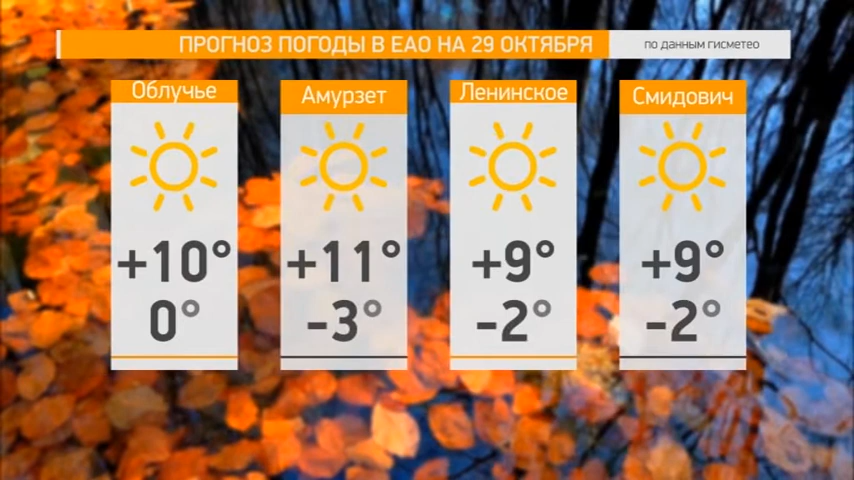 ПРОГНОЗ ПОГОДЫ В ЕАО НА 29 ОКТЯБРЯ
по данным гисметео
Облучье
+10°
0°
Амурзет
+11°
-3°
Ленинское
+9°
-2°
Смидович
+9°
-2°